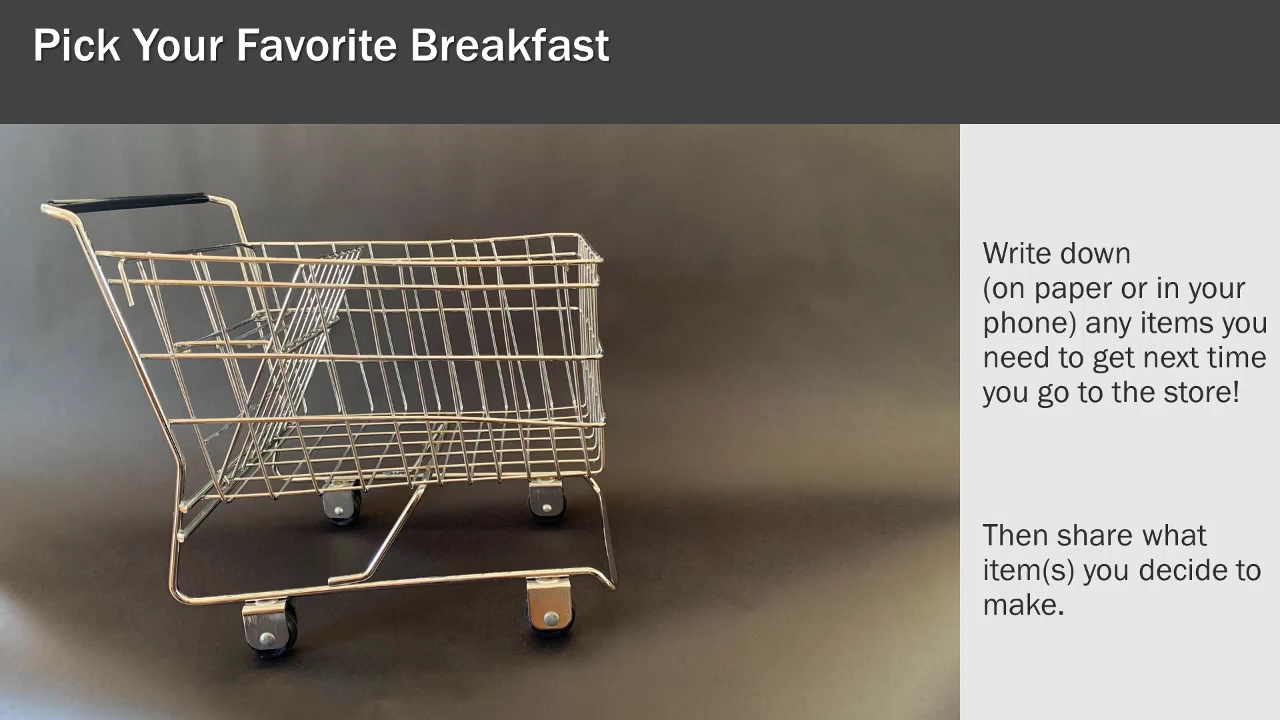 Pick Your Favorite Breakfast
Write down
(on paper or in your
phone) any items you
need to get next time
you go to the store!
Then share what
item(s) you decide to
make.